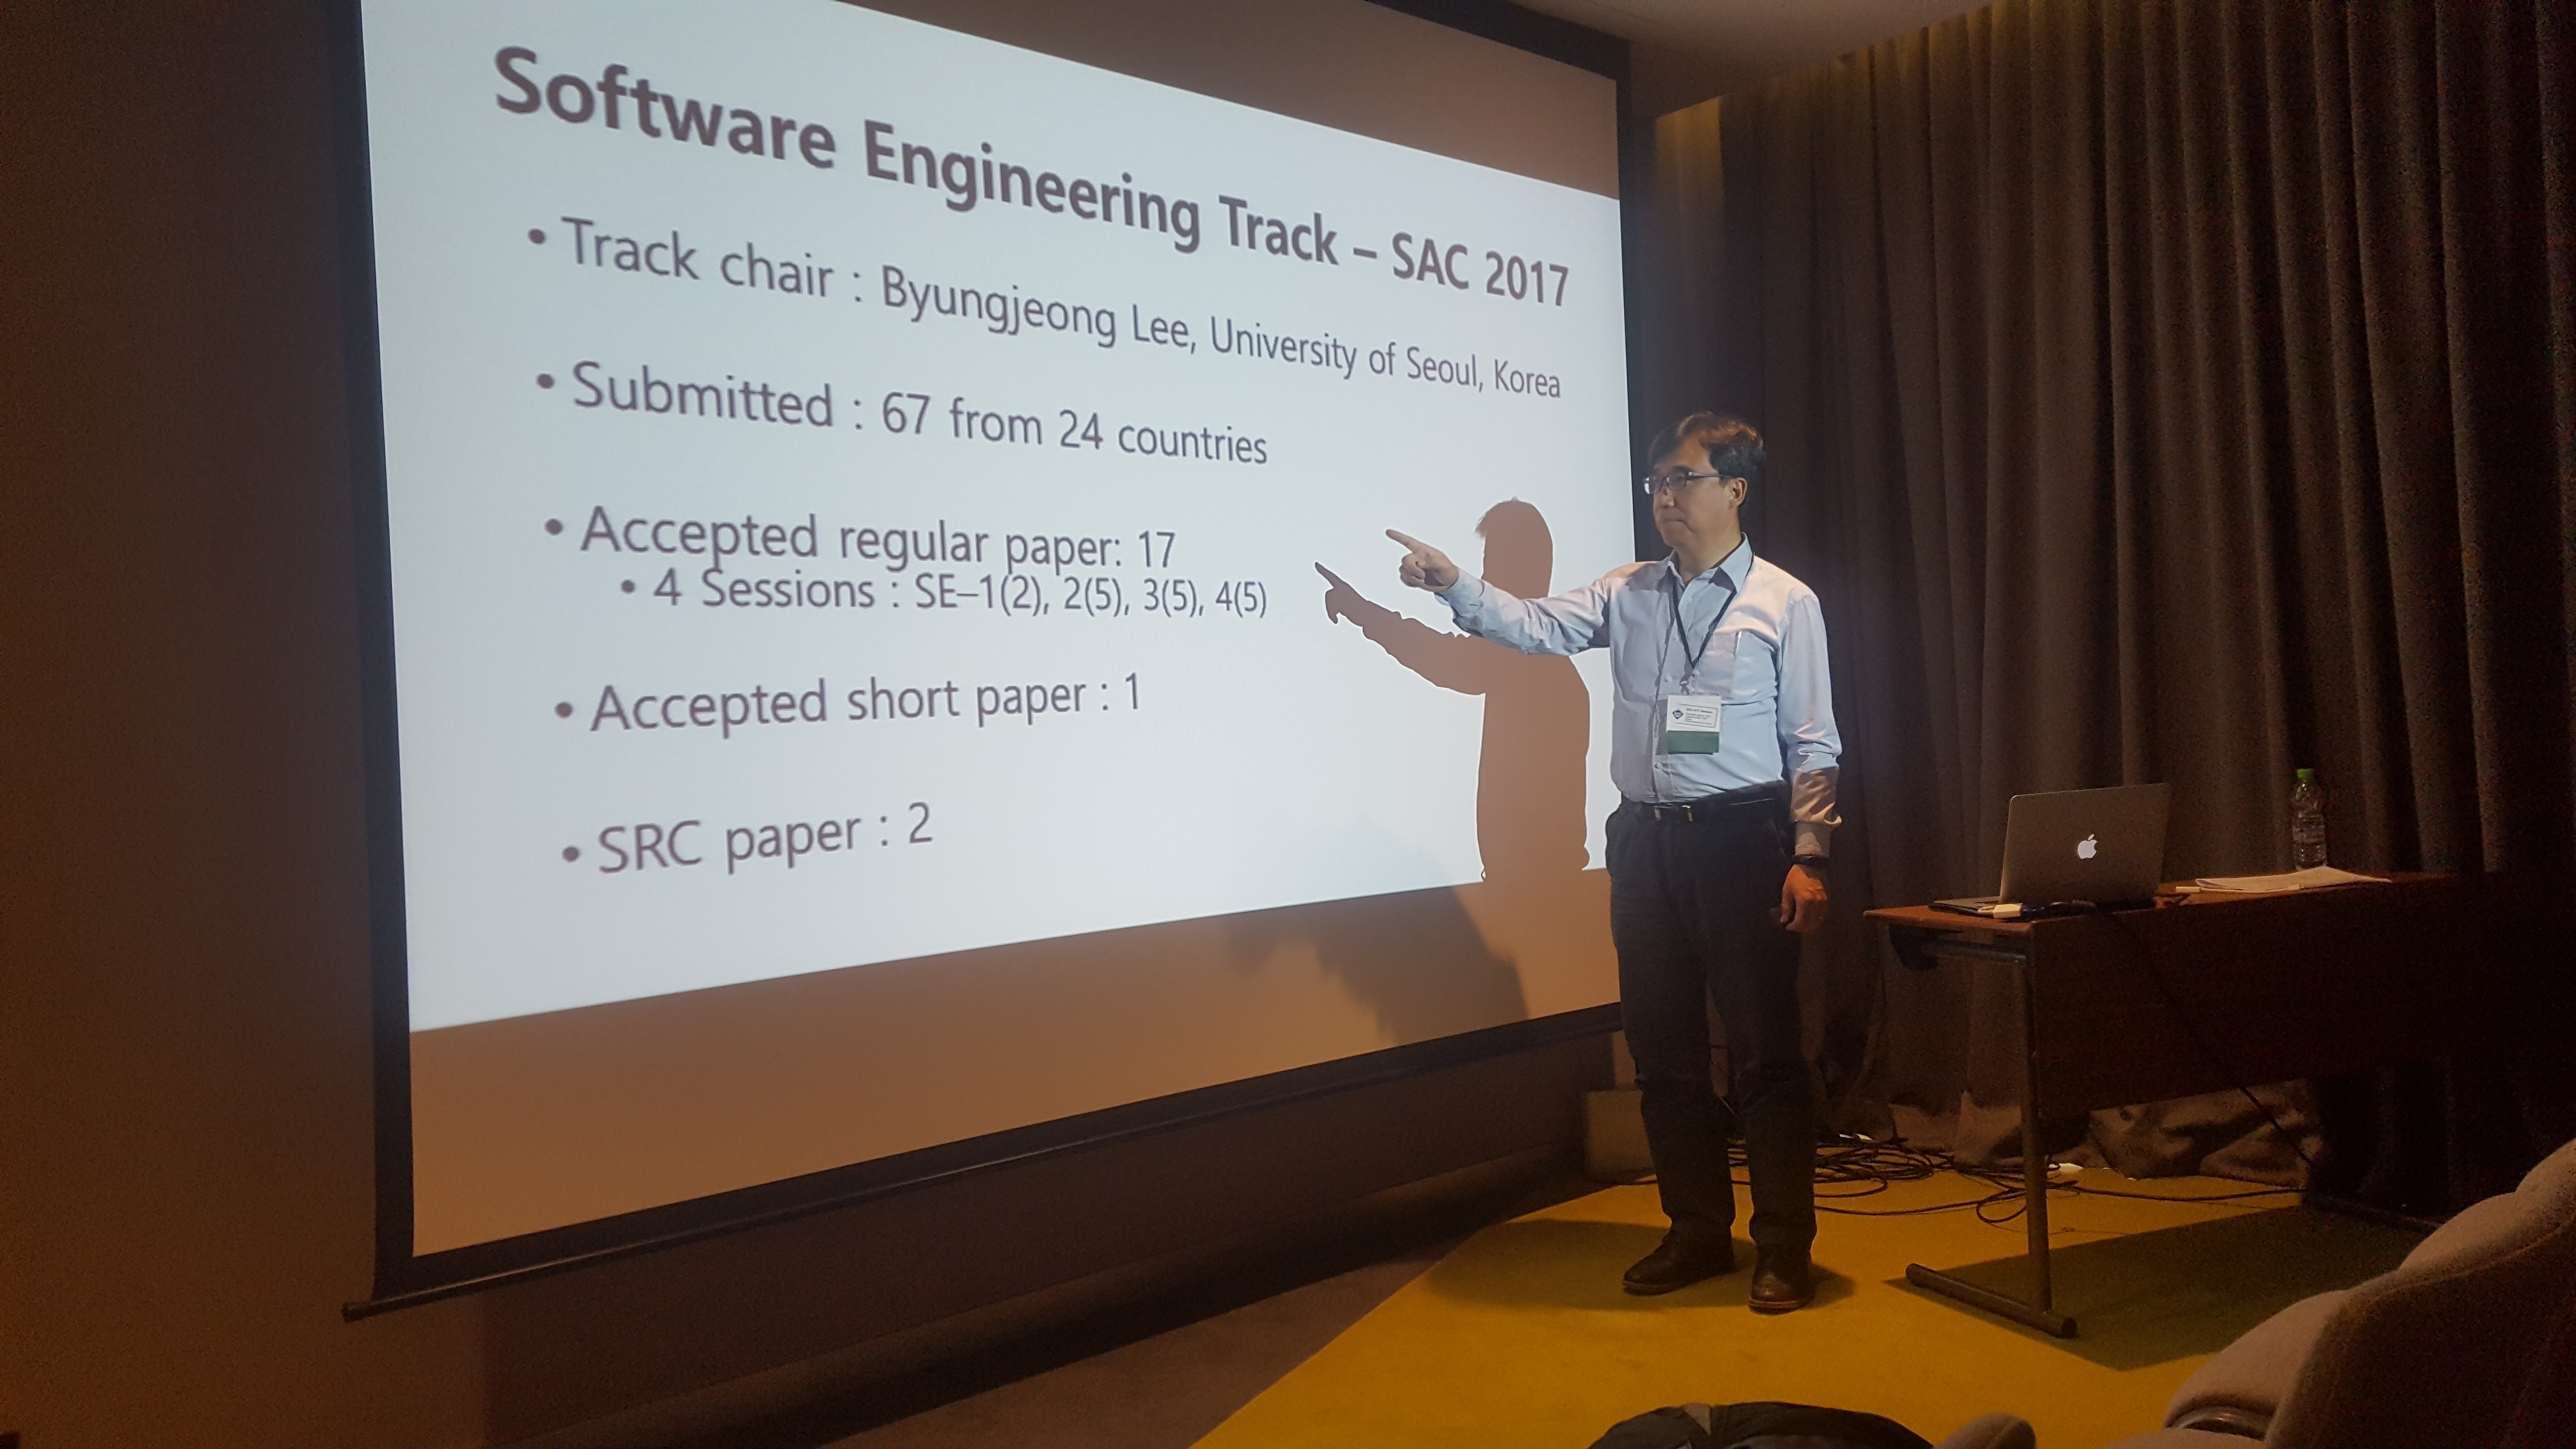 Software Engineering Track – SAC 2017
• Track chair : Byungjeong Lee, University of Seoul, Korea
• Submitted : 67 from 24 countries
• Accepted regular paper: 17
• 4 Sessions : SE–1(2), 2(5), 3(5), 4(5)
• Accepted short paper : 1
• SRC paper : 2